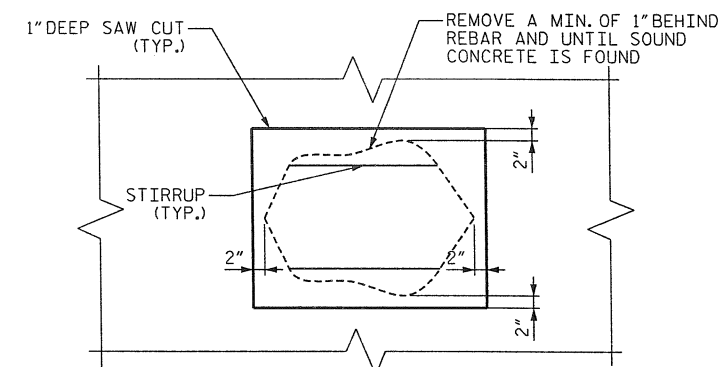 1" DEEP SAW CUT
(TYP.)
REMOVE A MIN. OF 1" BEHIND
REBAR AND UNTIL SOUND
CONCRETE IS FOUND
2"
STIRRUP
(TYP.)
2"
2"
2"